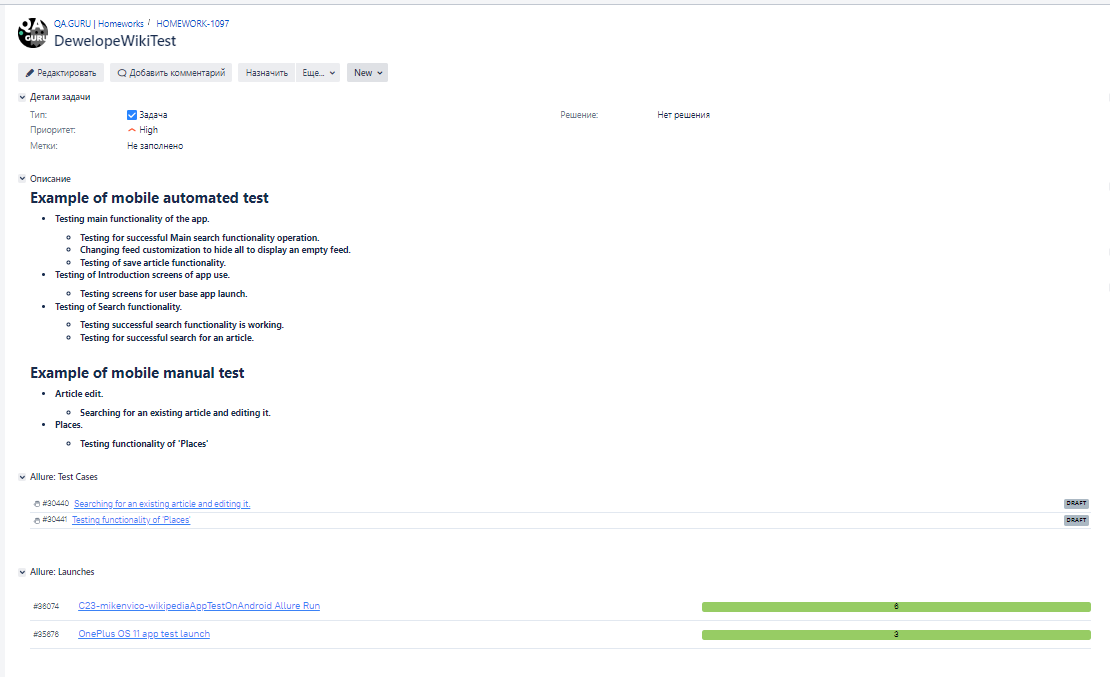 QA GURU
QA.GURU | Homeworks / HOMEWORK-1097
DewelopeWikiTest
Редактировать Добавить комментарий Назначить Еще... New
Детали задачи
Тип: Задача Решение: Нет решения
Приоритет: High
Метки: Не заполнено
Описание
Example of mobile automated test
• Testing main functionality of the app.
Testing for successful Main search functionality operation.
Changing feed customization to hide all to display an empty feed.
Testing of save article functionality.
• Testing of Introduction screens of app use.
Testing screens for user base app launch.
• Testing of Search functionality.
Testing successful search functionality is working.
Testing for successful search for an article.
Example of mobile manual test
• Article edit.
Searching for an existing article and editing it.
• Places.
Testing functionality of 'Places'
Allure: Test Cases
#30440 Searching for an existing article and editing it. DRAFT
#30441 Testing functionality of 'Places' DRAFT
Allure: Launches
#36074 C23-mikenvico-wikipediaAppTestOnAndroid Allure Run 6
#35676 OnePlus OS 11 app test launch 3